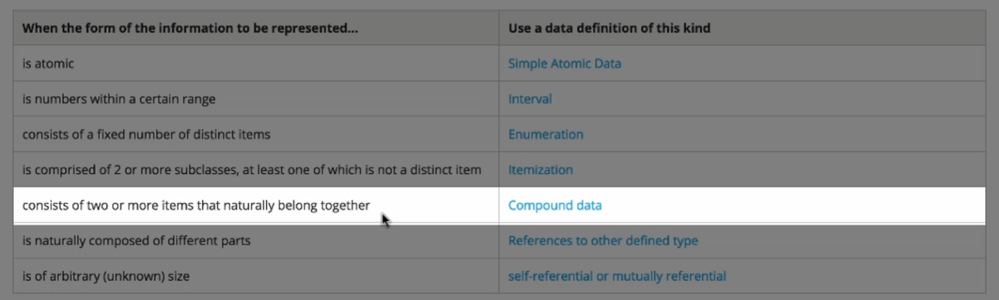 When the form of the information to be represented... Use a data definition of this kind
is atomic Simple Atomic Data
is numbers within a certain range Interval
consists of a fixed number of distinct items Enumeration
is comprised of 2 or more subclasses, at least one of which is not a distinct item Itemization
consists of two or more items that naturally belong together Compound data
is naturally composed of different parts References to other defined type
is of arbitrary (unknown) size self-referential or mutually referential